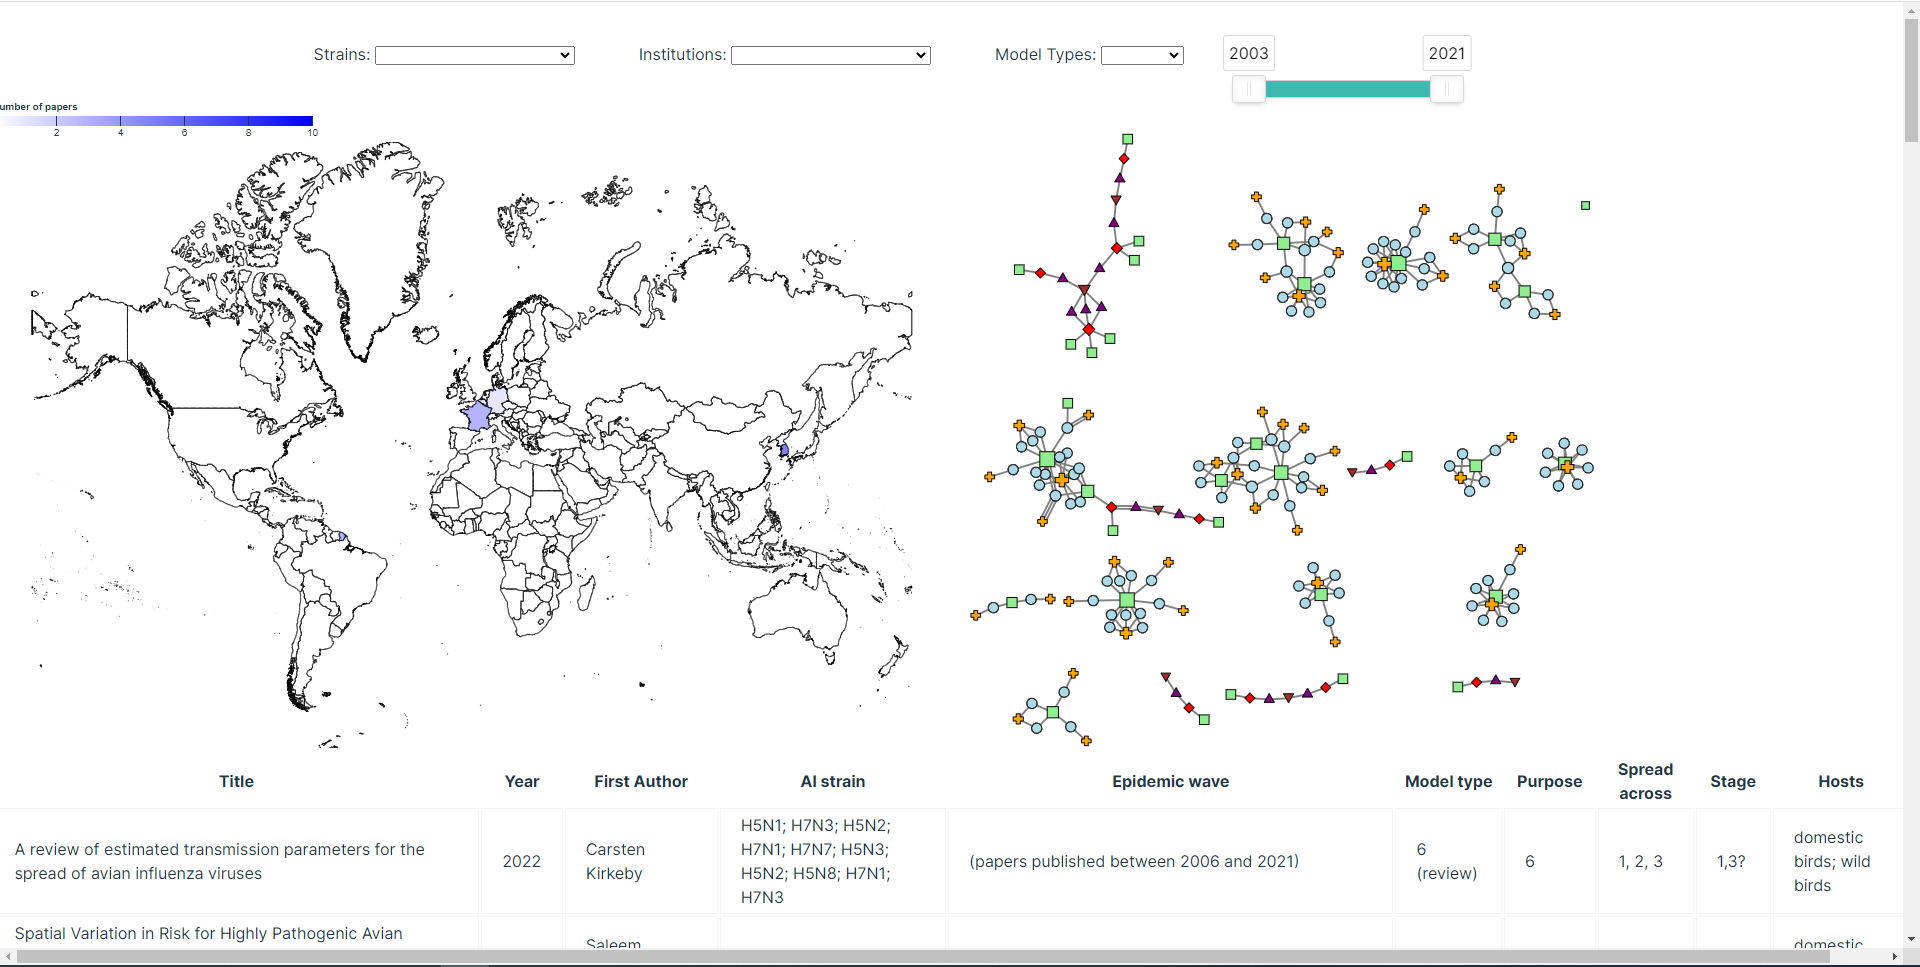 Strains:
Institutions:
Model Types:
2003
2021
umber of papers
2 4 6 8 10
Title Year First Author AI strain Epidemic wave Model type Purpose Spread across Stage Hosts
A review of estimated transmission parameters for the
spread of avian influenza viruses
2022
Carsten
Kirkeby
H5N1; H7N3; H5N2;
H7N1; H7N7; H5N3;
H5N2; H5N8; H7N1;
H7N3
(papers published between 2006 and 2021)
6
(review)
6
1, 2, 3
1,3?
domestic
birds; wild
birds
Spatial Variation in Risk for Highly Pathogenic Avian
Saleem
domestic